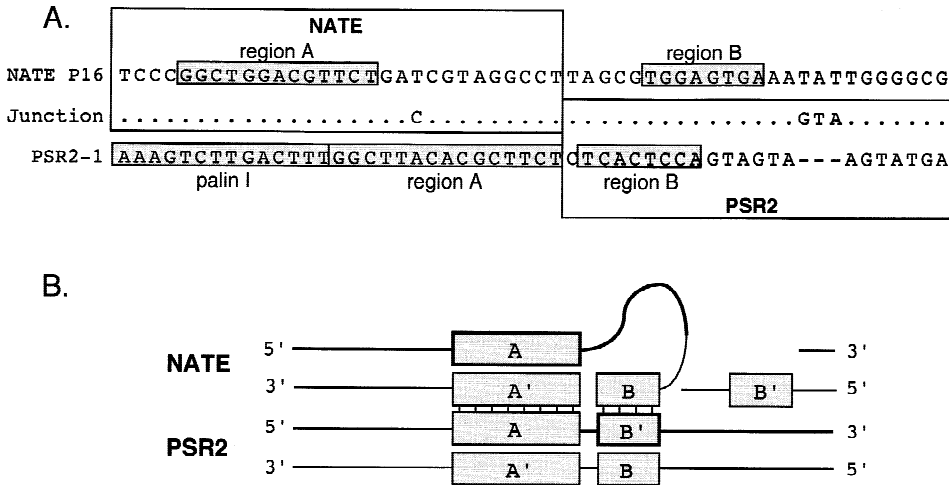 A.
NATE
region A
region B
NATE P16 TCCCGGCTGGACGTTCTGATCGTAGGCCTTAGCGTGGAGTGAAATATTGGGGCG
Junction ...................C........................GTA.......
PSR2-1 AAAGTCTTGACTTTGGCTTACACGCTTCTCTCACTCCAGTAGTA---AGTATGA
palin I
region A
region B
PSR2
B.
NATE
5' A 3'
3' A' B B' 5'
PSR2
5' A B' 3'
3' A' B 5'